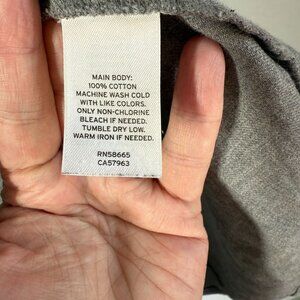 MAIN BODY:
100% COTTON
MACHINE WASH COLD
WITH LIKE COLORS.
ONLY NON-CHLORINE
BLEACH IF NEEDED.
TUMBLE DRY LOW.
WARM IRON IF NEEDED.
RN58665
CA57963